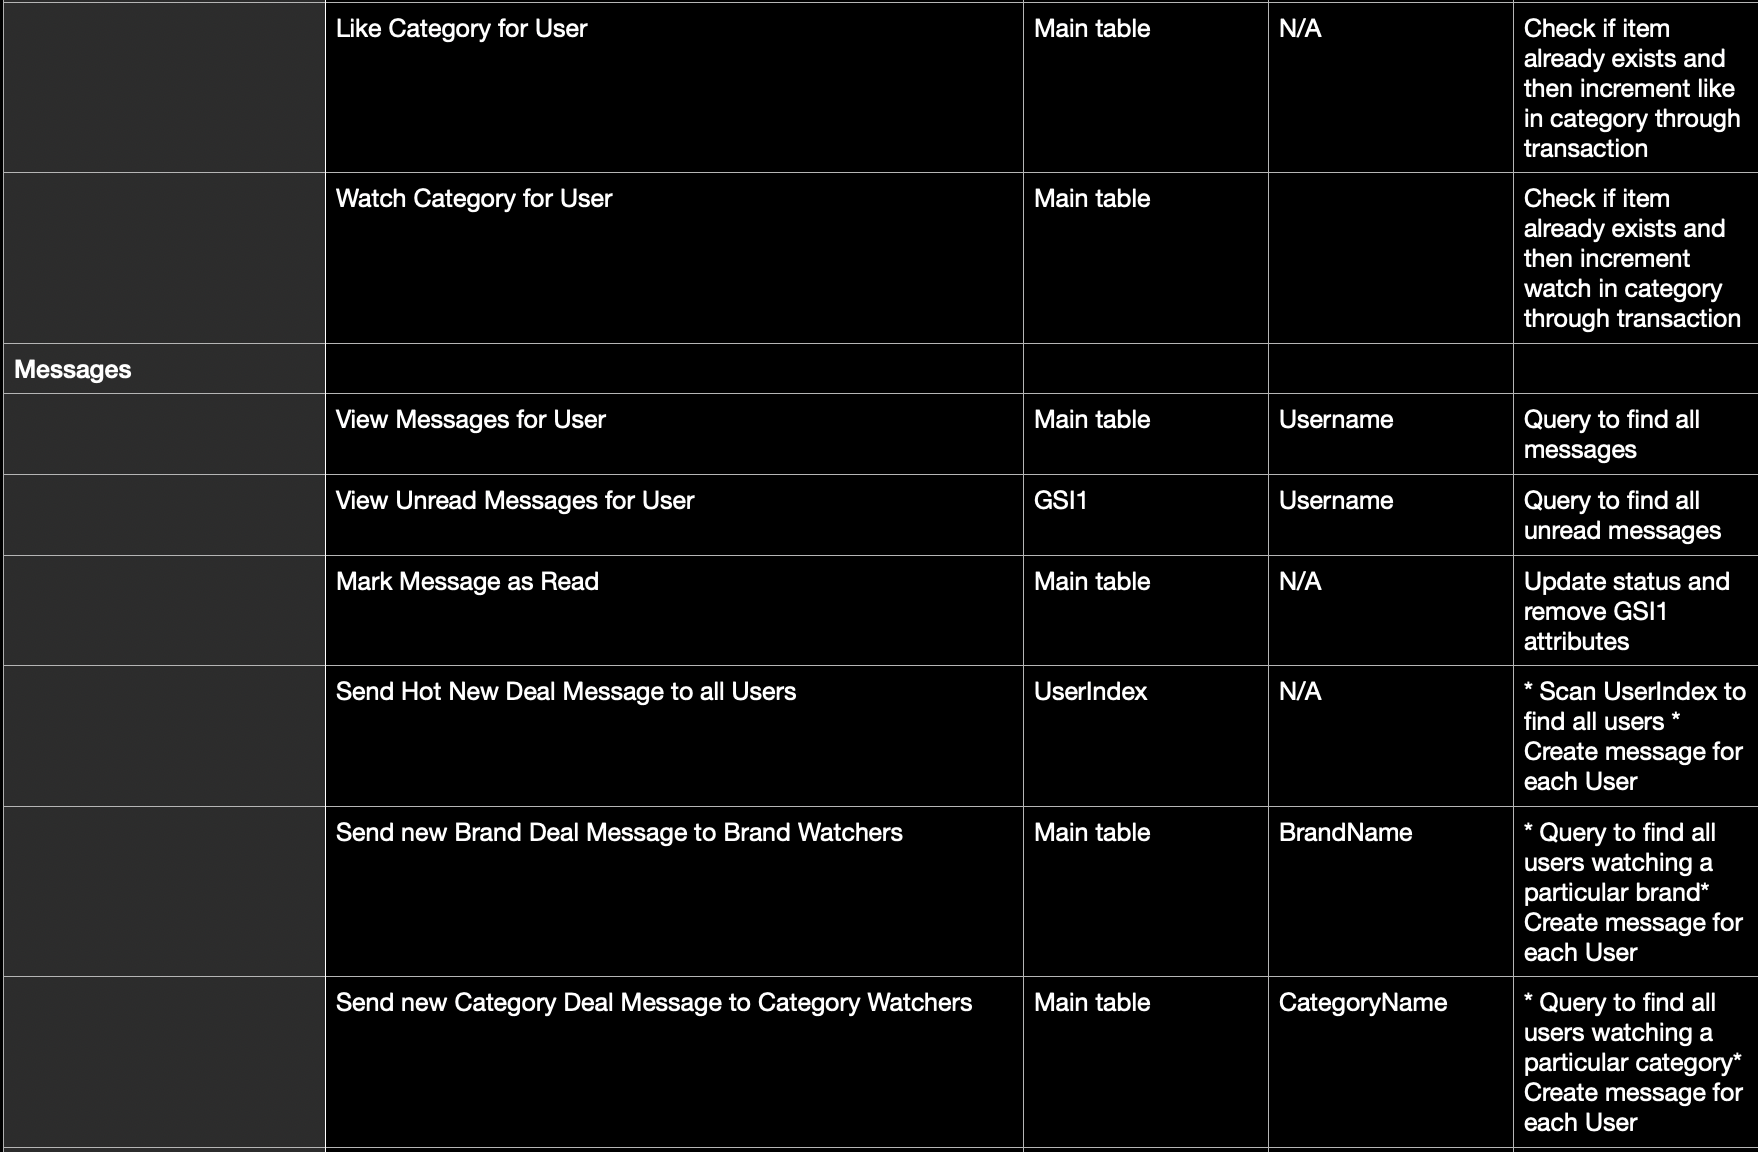 Like Category for User
Main table
N/A
Check if item
already exists and
then increment like
in category through
transaction
Watch Category for User
Main table
Check if item
already exists and
then increment
watch in category
through transaction
Messages
View Messages for User
Main table
Username
Query to find all
messages
View Unread Messages for User
GSI1
Username
Query to find all
unread messages
Mark Message as Read
Main table
N/A
Update status and
remove GSI1
attributes
Send Hot New Deal Message to all Users
UserIndex
N/A
* Scan UserIndex to
find all users *
Create message for
each User
Send new Brand Deal Message to Brand Watchers
Main table
BrandName
* Query to find all
users watching a
particular brand*
Create message for
each User
Send new Category Deal Message to Category Watchers
Main table
CategoryName
* Query to find all
users watching a
particular category*
Create message for
each User